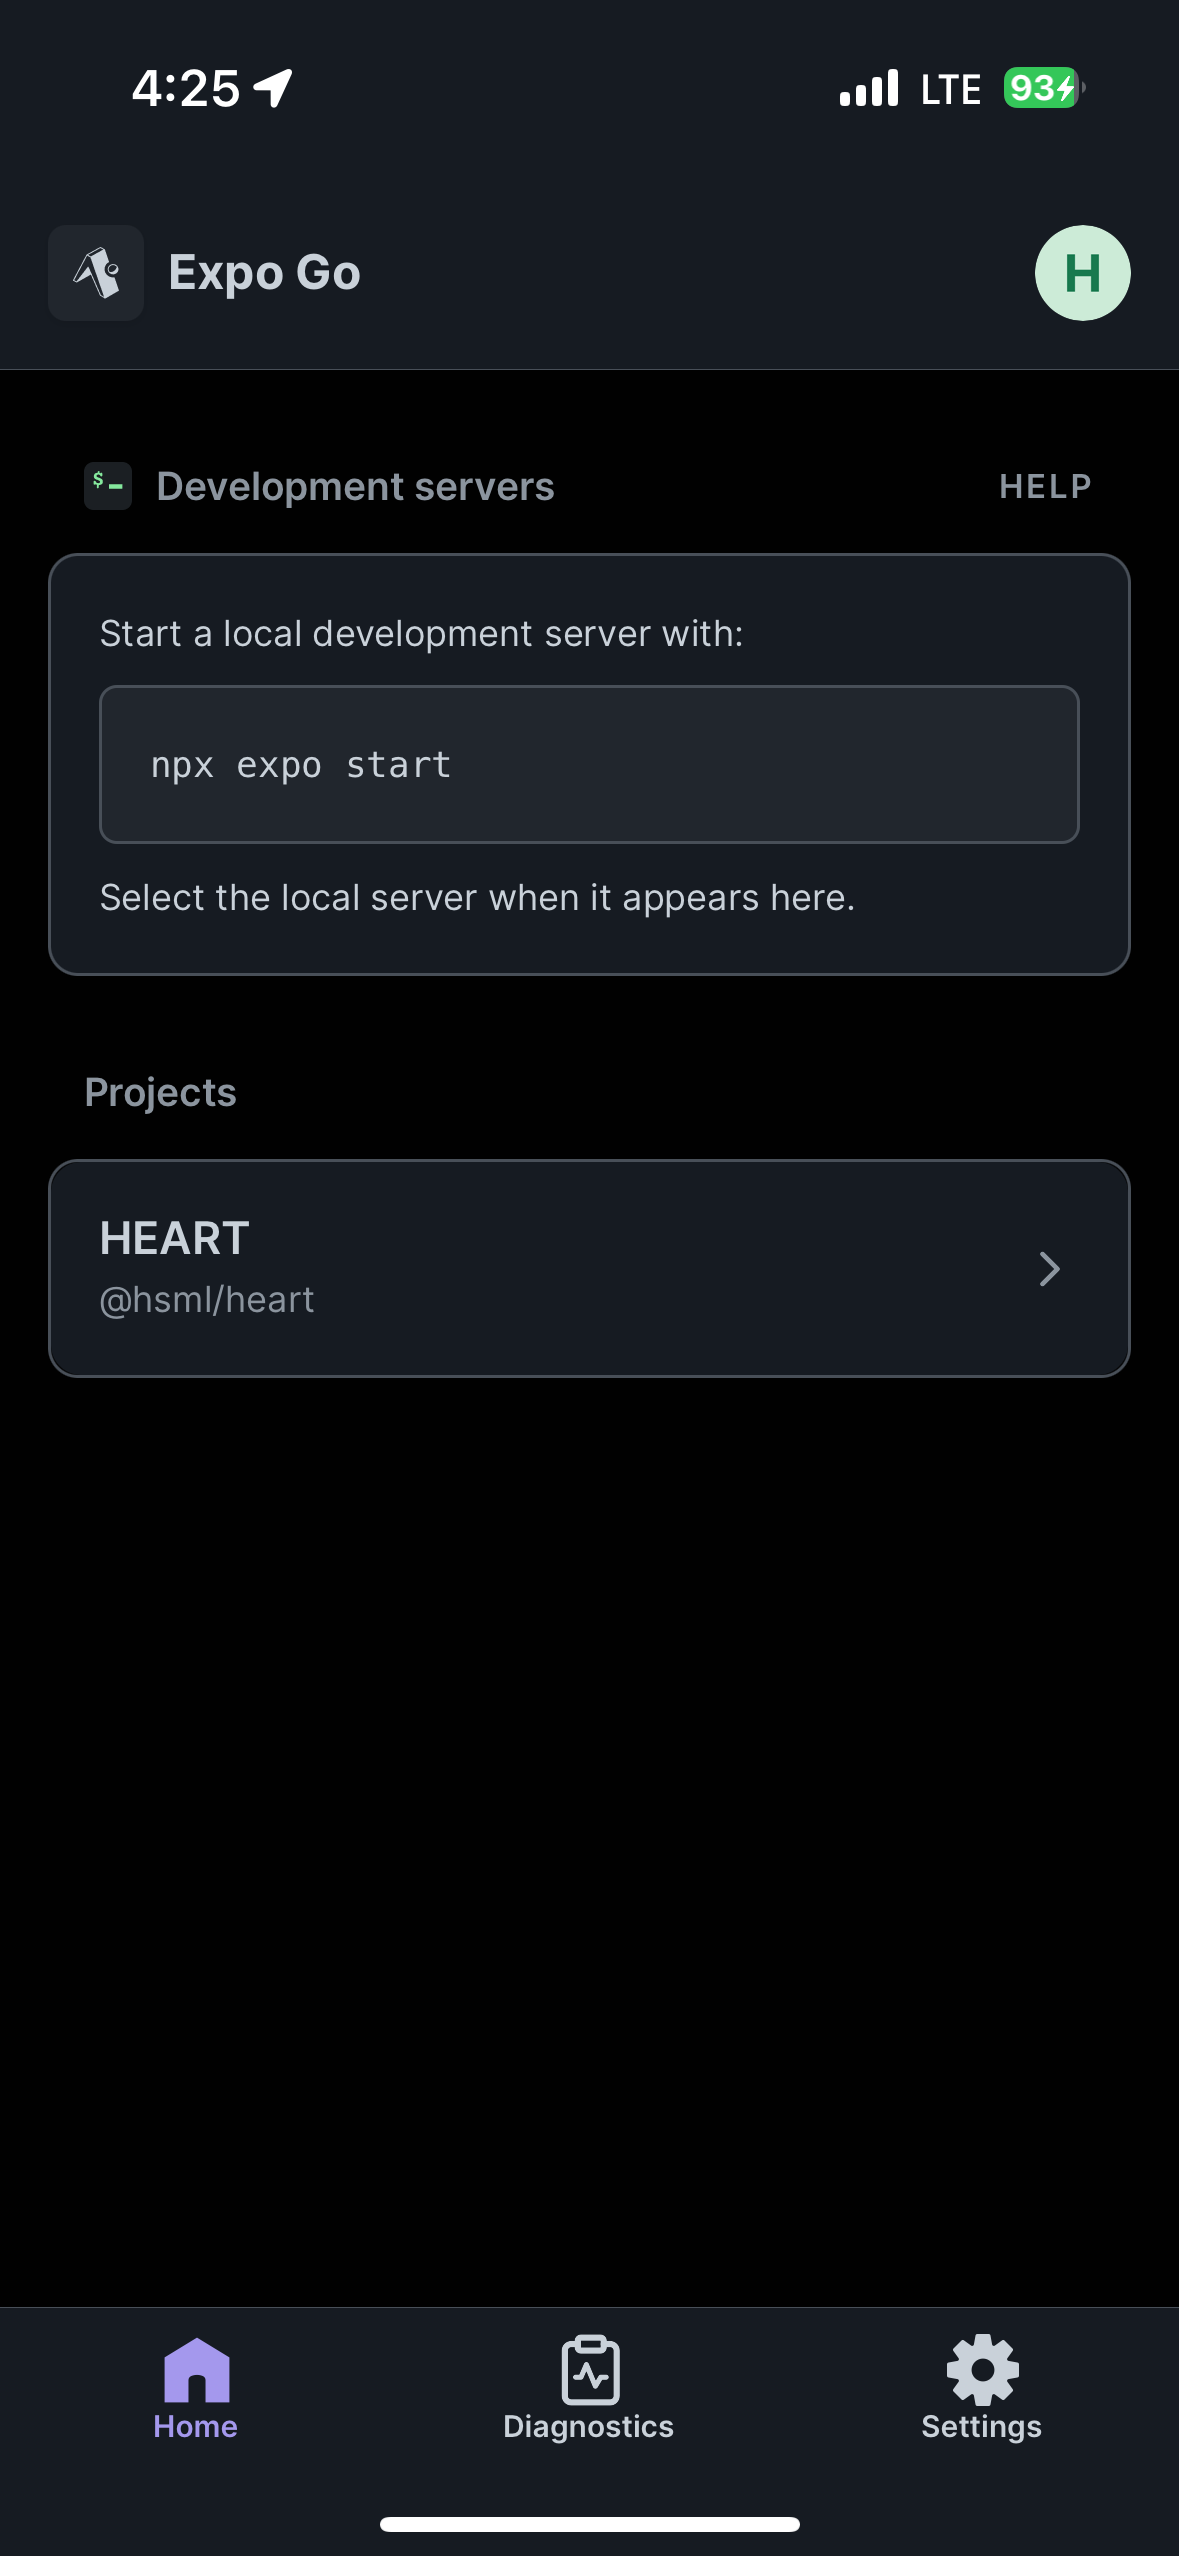 4:25
LTE
93
Expo Go
H
$
Development servers
HELP
Start a local development server with:
npx expo start
Select the local server when it appears here.
Projects
HEART
@hsml/heart
Home
Diagnostics
Settings